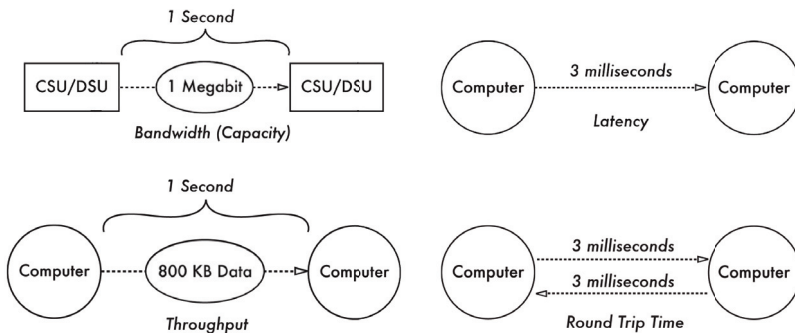 1 Second
CSU/DSU
1 Megabit
CSU/DSU
Bandwidth (Capacity)
Computer
3 milliseconds
Computer
Latency
1 Second
Computer
800 KB Data
Computer
Throughput
Computer
3 milliseconds
3 milliseconds
Computer
Round Trip Time